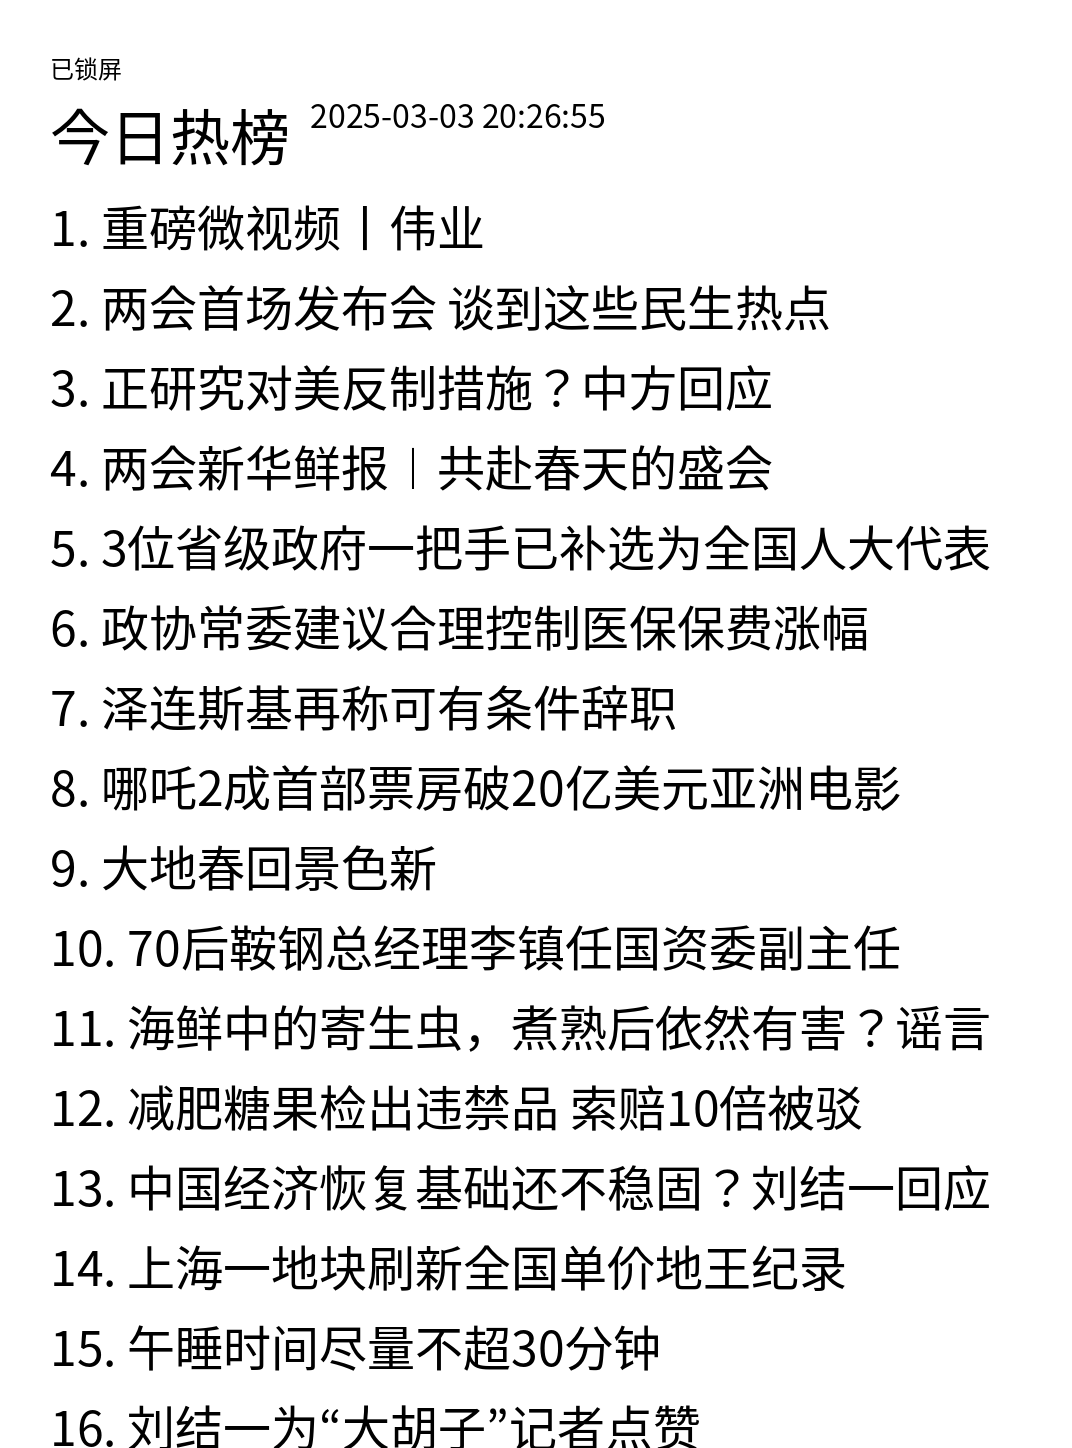 已锁屏
今日热榜 2025-03-03 20:26:55
1. 重磅微视频丨伟业
2. 两会首场发布会 谈到这些民生热点
3. 正研究对美反制措施？中方回应
4. 两会新华鲜报︱共赴春天的盛会
5. 3位省级政府一把手已补选为全国人大代表
6. 政协常委建议合理控制医保保费涨幅
7. 泽连斯基再称可有条件辞职
8. 哪吒2成首部票房破20亿美元亚洲电影
9. 大地春回景色新
10. 70后鞍钢总经理李镇任国资委副主任
11. 海鲜中的寄生虫，煮熟后依然有害？谣言
12. 减肥糖果检出违禁品 索赔10倍被驳
13. 中国经济恢复基础还不稳固？刘结一回应
14. 上海一地块刷新全国单价地王纪录
15. 午睡时间尽量不超30分钟
16. 刘结一为“大胡子”记者点赞